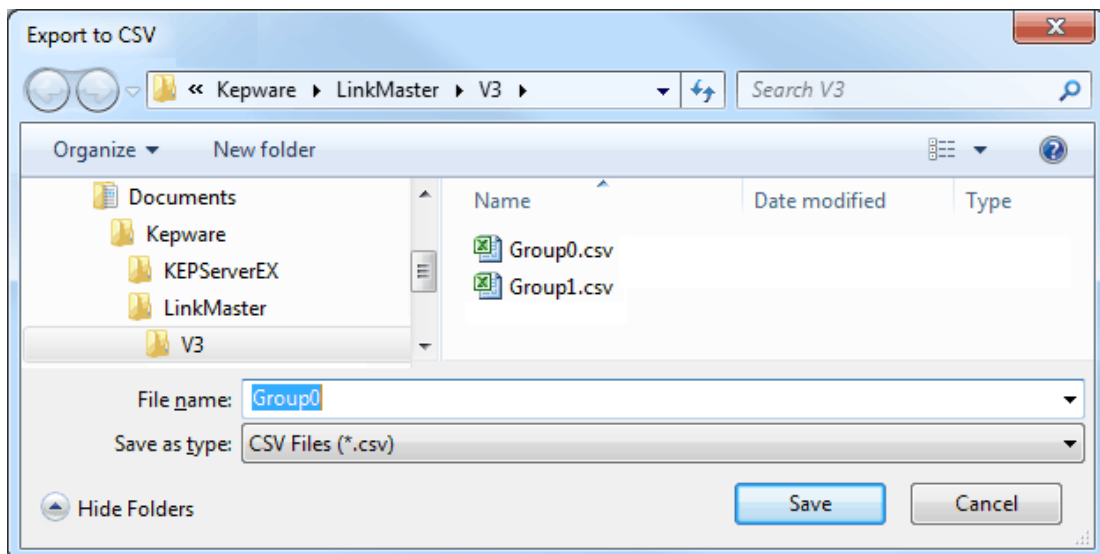 Export to CSV
« Kepware ▸ LinkMaster ▸ V3 ▸
Search V3
Organize ▾ New folder
Documents
Kepware
KEPServerEX
LinkMaster
V3
Name Date modified Type
Group0.csv
Group1.csv
File name: Group0
Save as type: CSV Files (*.csv)
Hide Folders
Save Cancel